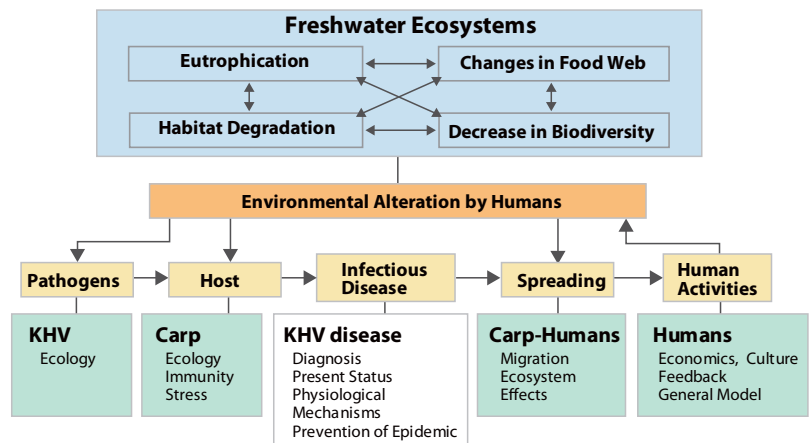 Freshwater Ecosystems
Eutrophication
Changes in Food Web
Habitat Degradation
Decrease in Biodiversity
Environmental Alteration by Humans
Pathogens
Host
Infectious
Disease
Spreading
Human
Activities
KHV
Ecology
Carp
Ecology
Immunity
Stress
KHV disease
Diagnosis
Present Status
Physiological
Mechanisms
Prevention of Epidemic
Carp-Humans
Migration
Ecosystem
Effects
Humans
Economics, Culture
Feedback
General Model